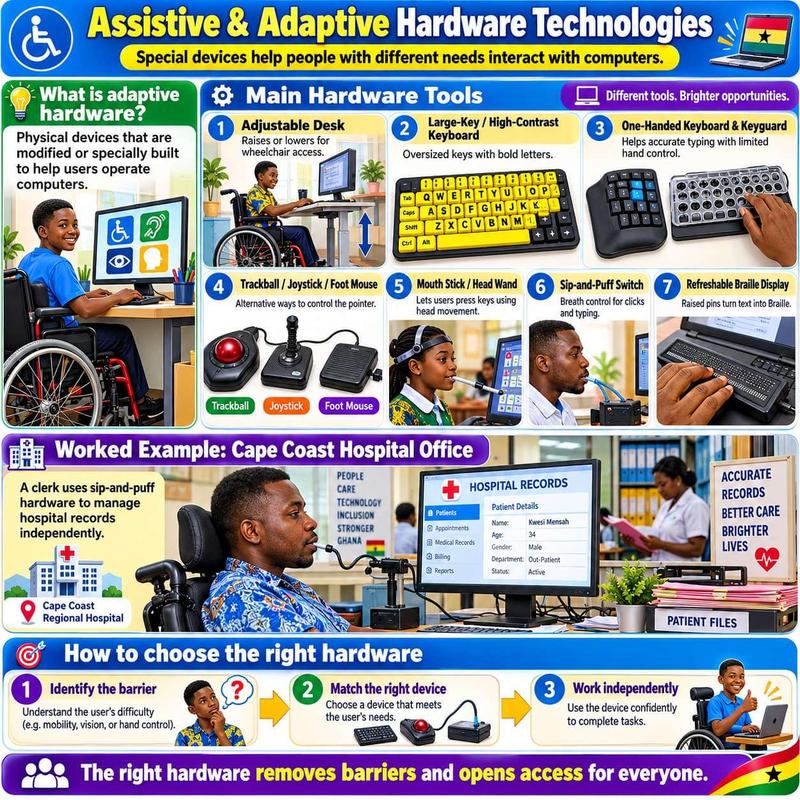 Assistive & Adaptive Hardware Technologies
Special devices help people with different needs interact with computers.
What is adaptive
hardware?
Physical devices that are
modified or specially built
to help users operate
computers.
Main Hardware Tools
Different tools. Brighter opportunities.
1 Adjustable Desk
Raises or lowers for
wheelchair access.
2 Large-Key / High-Contrast
Keyboard
Oversized keys with bold letters.
Tab Q W E R T Y U I O P
Caps A S D F G H J K
Shift Z X C V B N M
Ctrl Alt
3 One-Handed Keyboard & Keyguard
Helps accurate typing with limited
hand control.
4 Trackball / Joystick / Foot Mouse
Alternative ways to control the pointer.
Trackball
Joystick
Foot Mouse
5 Mouth Stick / Head Wand
Lets users press keys using
head movement.
6 Sip-and-Puff Switch
Breath control for clicks
and typing.
7 Refreshable Braille Display
Raised pins turn text into Braille.
Worked Example: Cape Coast Hospital Office
A clerk uses sip-and-puff
hardware to manage
hospital records
independently.
Cape Coast
Regional Hospital
PEOPLE
CARE
TECHNOLOGY
INCLUSION
STRONGER
GHANA
HOSPITAL RECORDS
Patients
Appointments
Medical Records
Billing
Reports
Patient Details
Name: Kwesi Mensah
Age: 34
Gender: Male
Department: Out-Patient
Status: Active
ACCURATE
RECORDS
BETTER CARE
BRIGHTER
LIVES
PATIENT FILES
How to choose the right hardware
1 Identify the barrier
Understand the user's difficulty
(e.g. mobility, vision, or hand control).
?
2 Match the right device
Choose a device that meets
the user's needs.
3 Work independently
Use the device confidently
to complete tasks.
The right hardware removes barriers and opens access for everyone.